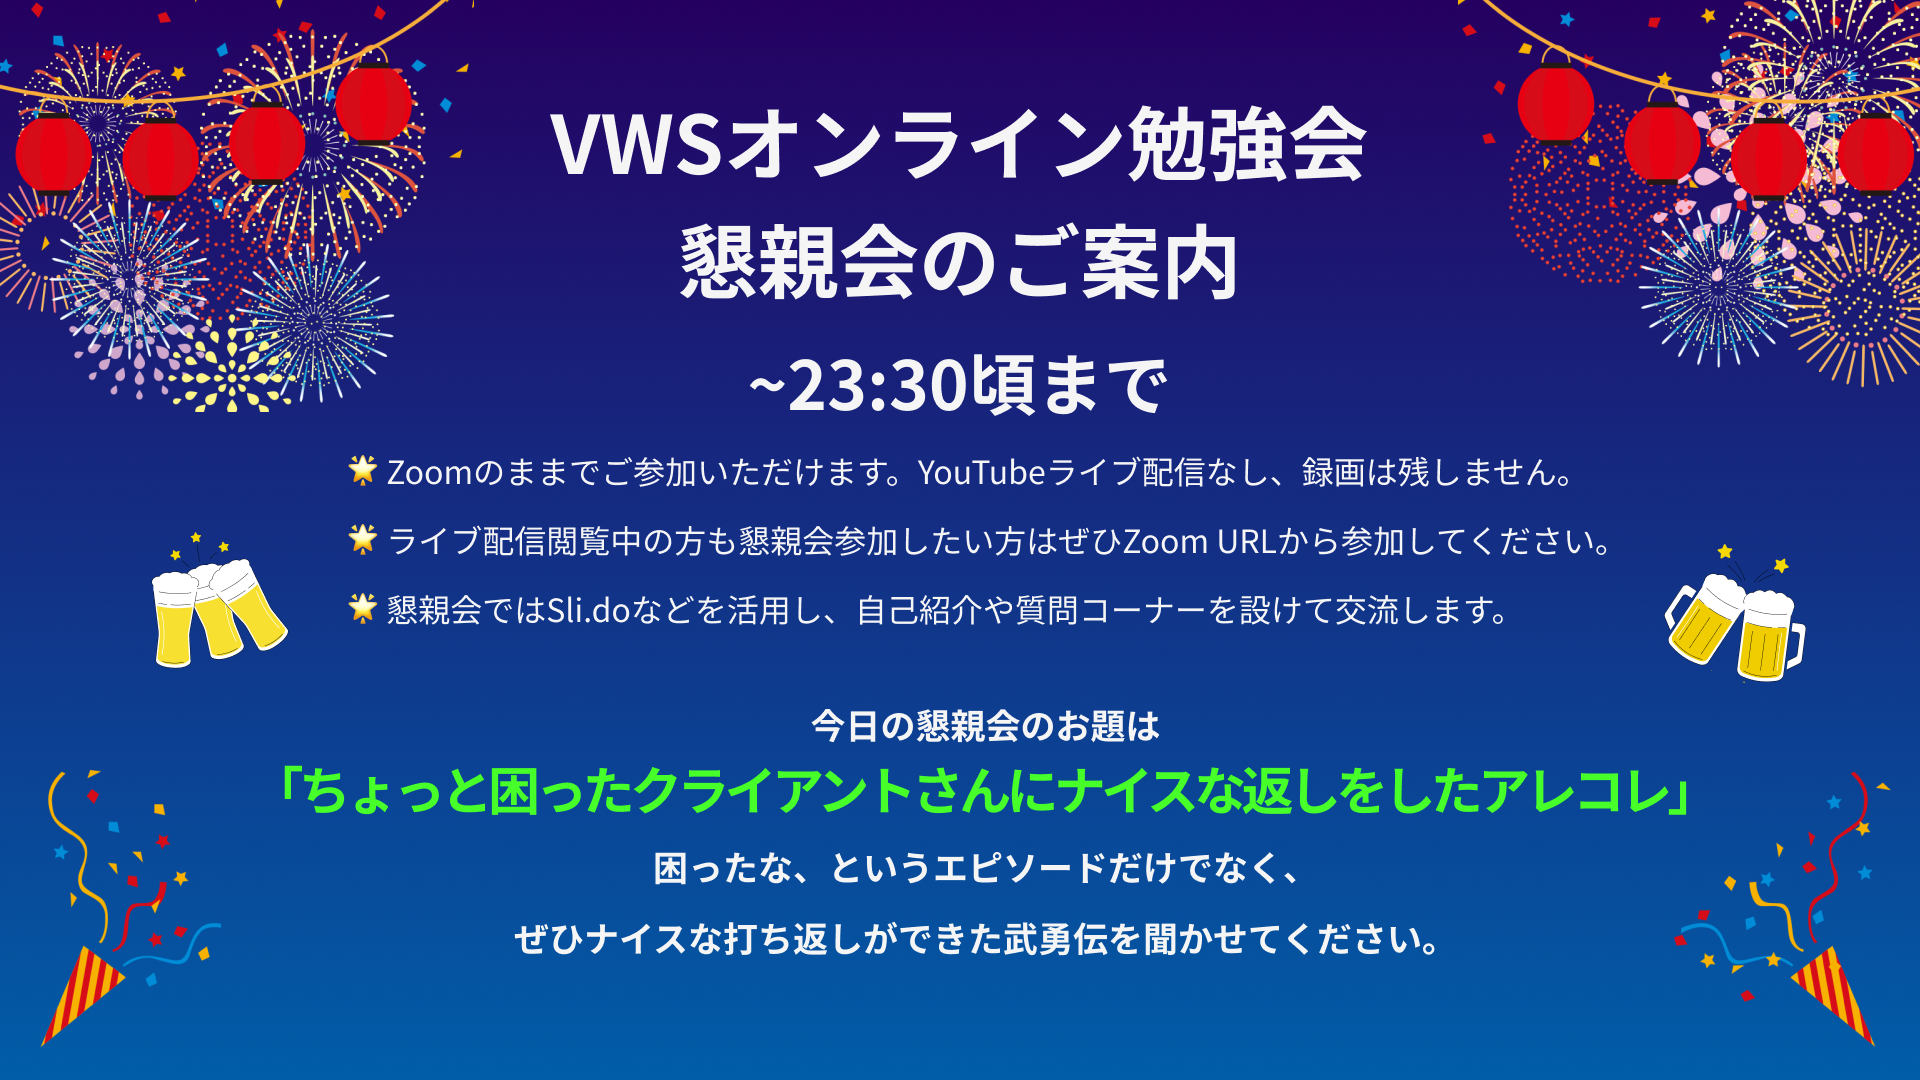 VWSオンライン勉強会
懇親会のご案内
~23:30頃まで
🌟 Zoomのままでご参加いただけます。YouTubeライブ配信なし、録画は残しません。
🌟 ライブ配信閲覧中の方も懇親会参加したい方はぜひZoom URLから参加してください。
🌟 懇親会ではSli.doなどを活用し、自己紹介や質問コーナーを設けて交流します。
今日の懇親会のお題は
「ちょっと困ったクライアントさんにナイスな返しをしたアレコレ」
困ったな、というエピソードだけでなく、
ぜひナイスな打ち返しができた武勇伝を聞かせてください。